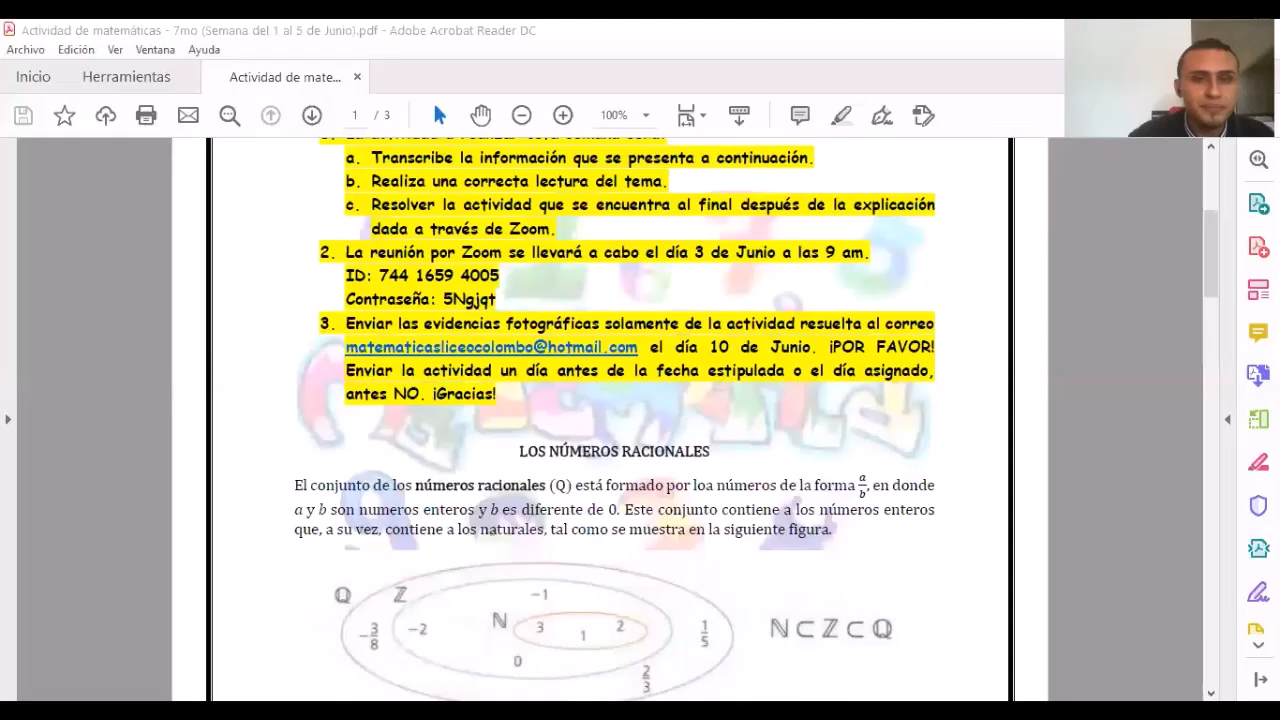 Actividad de matemáticas - 7mo (Semana del 1 al 5 de Junio).pdf - Adobe Acrobat Reader DC
Archivo Edición Ver Ventana Ayuda
Inicio Herramientas Actividad de mate... ×
1 / 3 100%
a. Transcribe la información que se presenta a continuación.
b. Realiza una correcta lectura del tema.
c. Resolver la actividad que se encuentra al final después de la explicación
dada a través de Zoom.
2. La reunión por Zoom se llevará a cabo el día 3 de Junio a las 9 am.
ID: 744 1659 4005
Contraseña: 5Ngjqt
3. Enviar las evidencias fotográficas solamente de la actividad resuelta al correo
matematicasliceocolombo@hotmail.com el día 10 de Junio. ¡POR FAVOR!
Enviar la actividad un día antes de la fecha estipulada o el día asignado,
antes NO. ¡Gracias!
LOS NÚMEROS RACIONALES
El conjunto de los números racionales (Q) está formado por loa números de la forma a/b, en donde
a y b son numeros enteros y b es diferente de 0. Este conjunto contiene a los números enteros
que, a su vez, contiene a los naturales, tal como se muestra en la siguiente figura.
ℚ ℤ −1
ℕ 3 1 2
−3/8 −2 1/5 ℕ ⊂ ℤ ⊂ ℚ
0 2/3